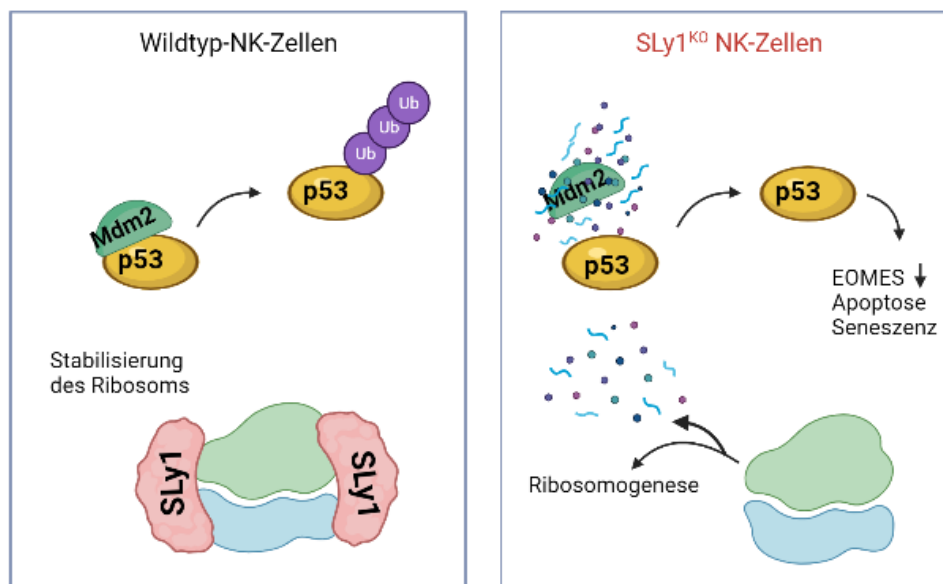 Wildtyp-NK-Zellen
Ub
Ub
Ub
p53
Mdm2
p53
Stabilisierung
des Ribosoms
SLy1
SLy1
SLy1ᴷᴼ NK-Zellen
Mdm2
p53
p53
EOMES ↓
Apoptose
Seneszenz
Ribosomogenese